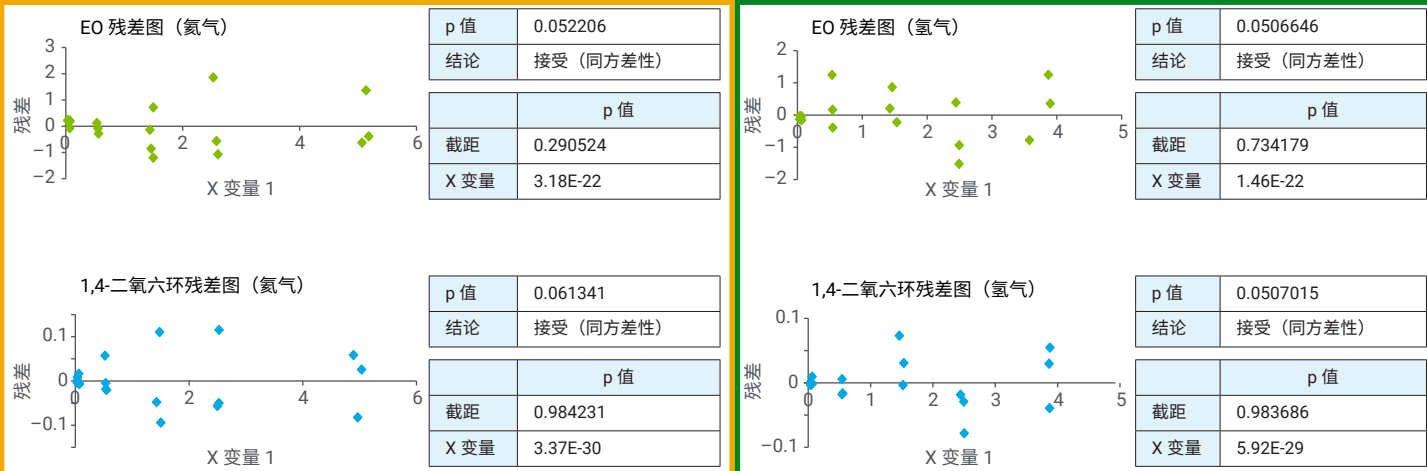 EO 残差图（氦气）
3
2
1
0
−1
−2
0
2
4
6
残差
X 变量 1
p 值 0.052206
结论 接受（同方差性）
p 值
截距 0.290524
X 变量 3.18E-22
EO 残差图（氢气）
2
1
0
−1
−2
0
1
2
3
4
5
残差
X 变量 1
p 值 0.0506646
结论 接受（同方差性）
p 值
截距 0.734179
X 变量 1.46E-22
1,4-二氧六环残差图（氦气）
0.1
0
−0.1
0
2
4
6
残差
X 变量 1
p 值 0.061341
结论 接受（同方差性）
p 值
截距 0.984231
X 变量 3.37E-30
1,4-二氧六环残差图（氢气）
0.1
0
−0.1
0
1
2
3
4
5
残差
X 变量 1
p 值 0.0507015
结论 接受（同方差性）
p 值
截距 0.983686
X 变量 5.92E-29